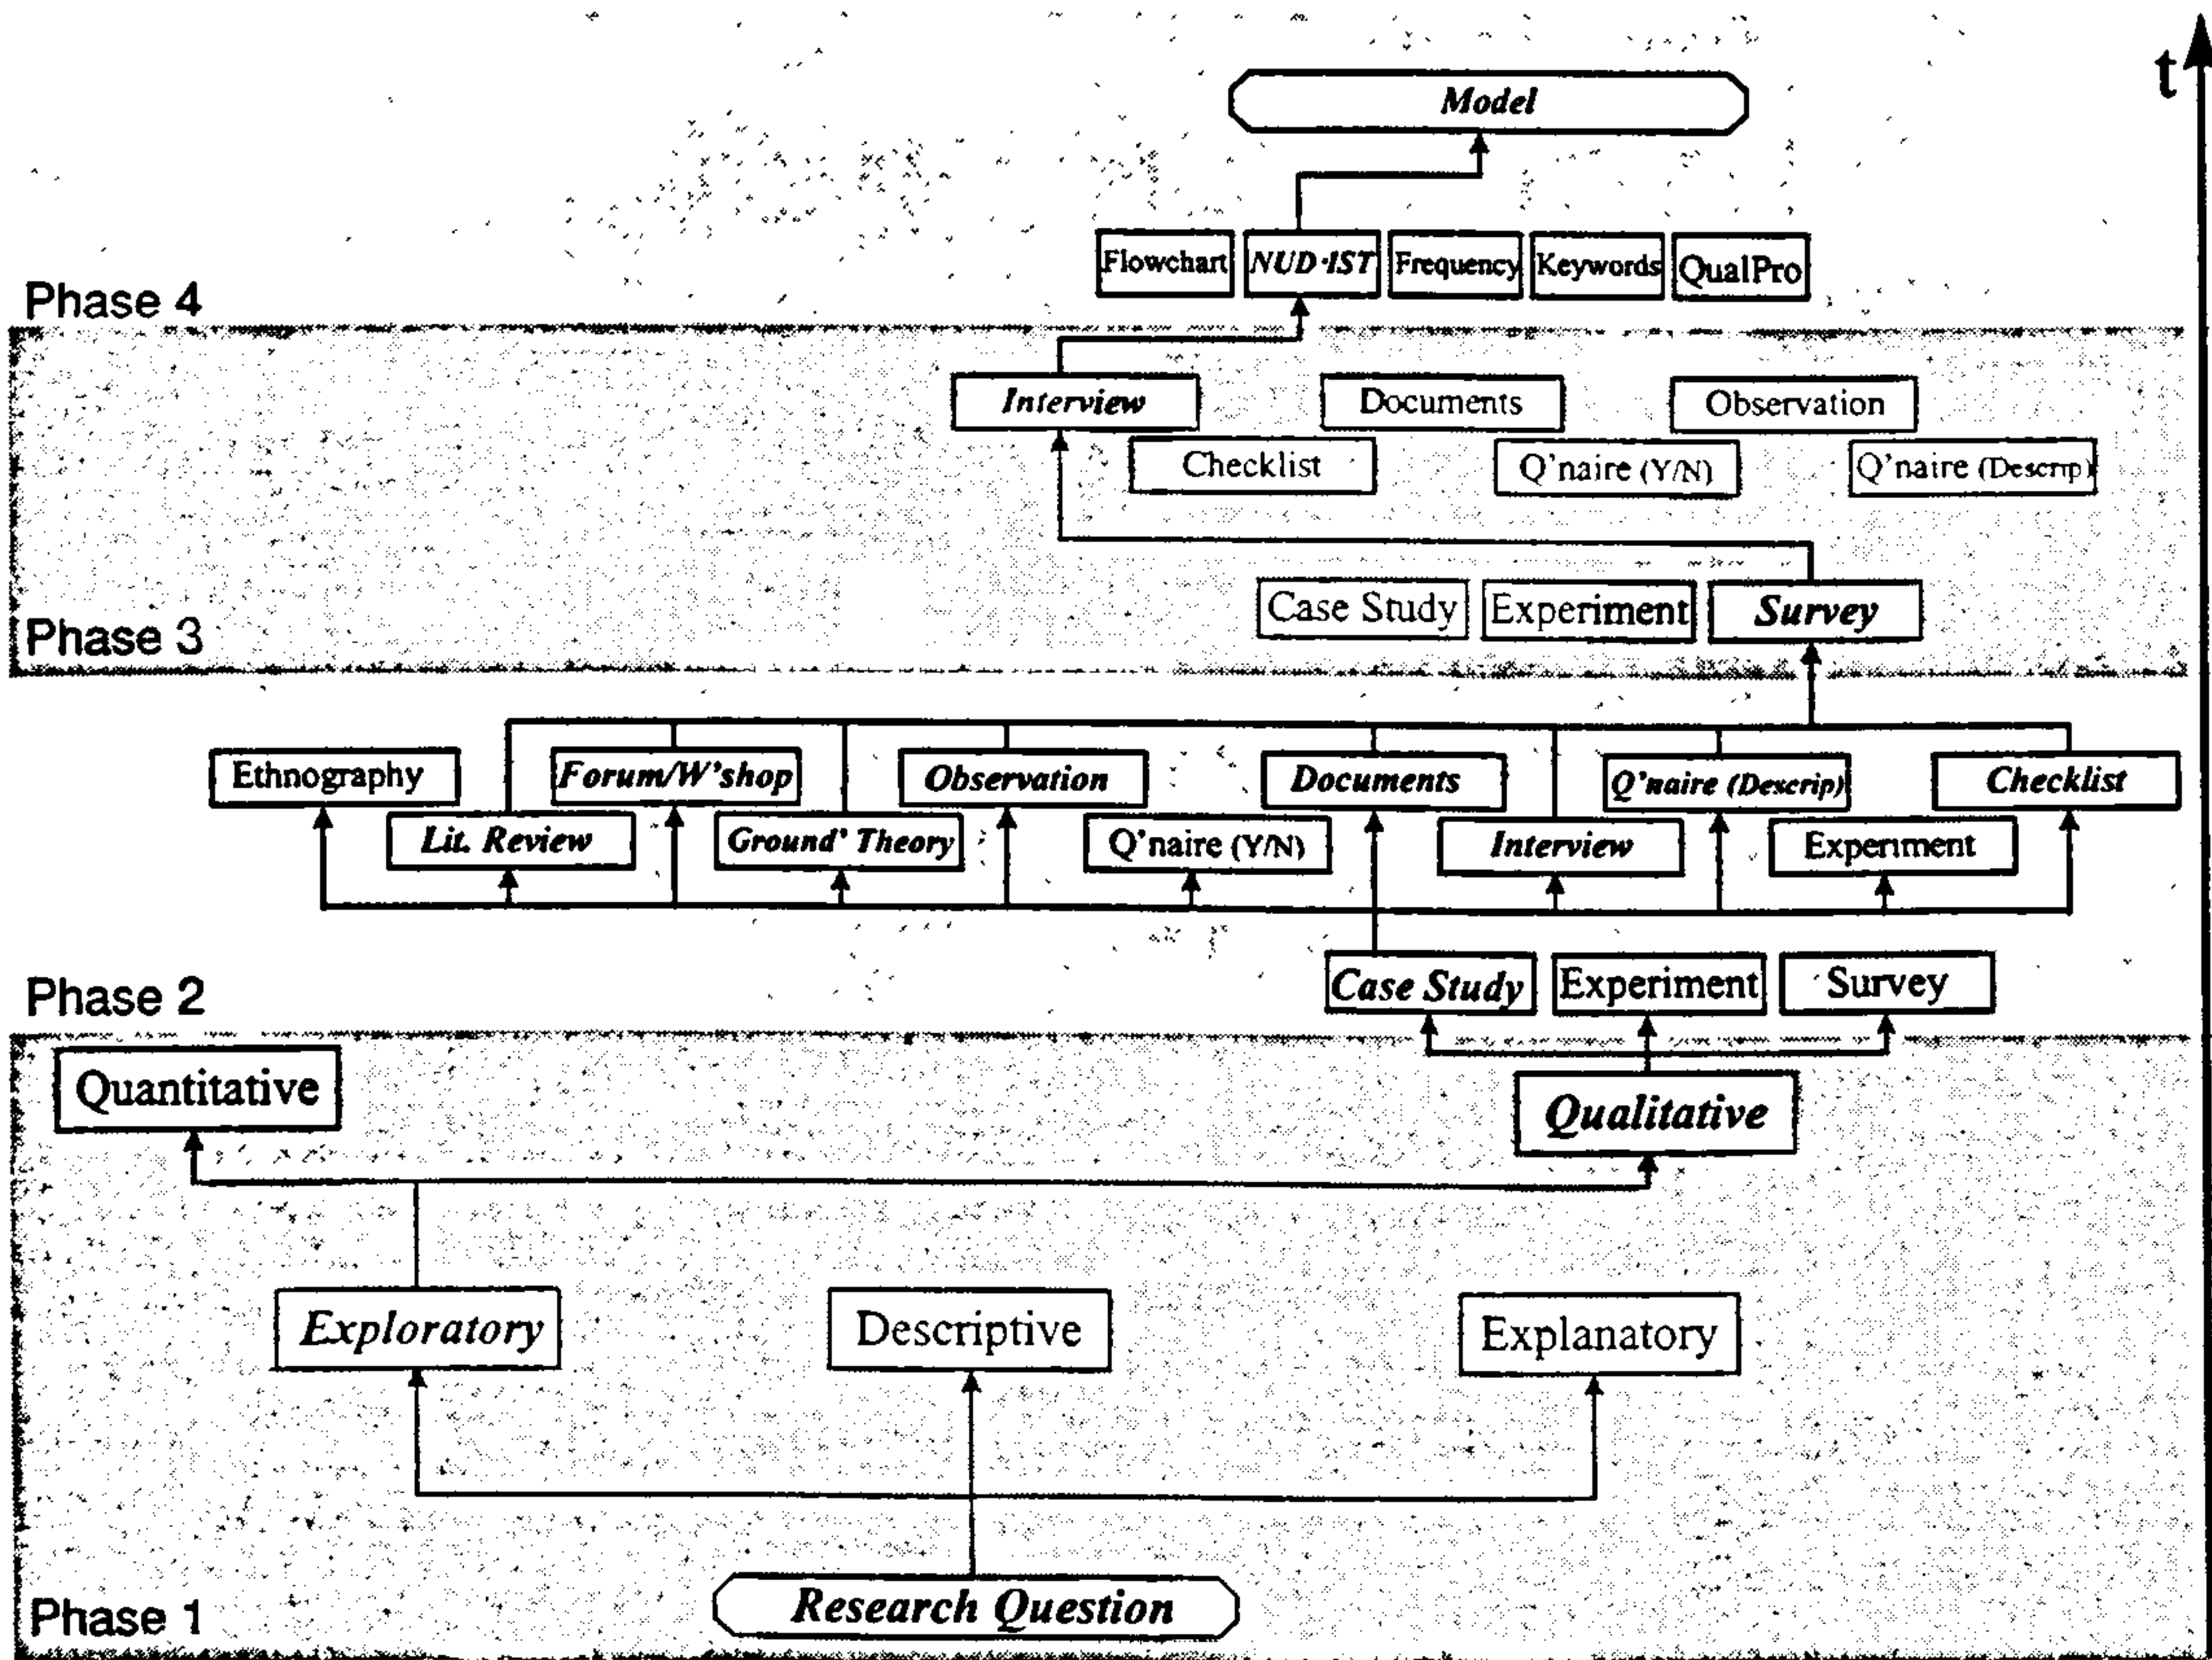 t
Model
Flowchart
NUD·IST
Frequency
Keywords
QualPro
Phase 4
Interview
Documents
Observation
Checklist
Q'naire (Y/N)
Q'naire (Descrip)
Case Study
Experiment
Survey
Phase 3
Ethnography
Forum/W'shop
Observation
Documents
Q'naire (Descrip)
Checklist
Lit. Review
Ground' Theory
Q'naire (Y/N)
Interview
Experiment
Case Study
Experiment
Survey
Phase 2
Quantitative
Qualitative
Exploratory
Descriptive
Explanatory
Research Question
Phase 1